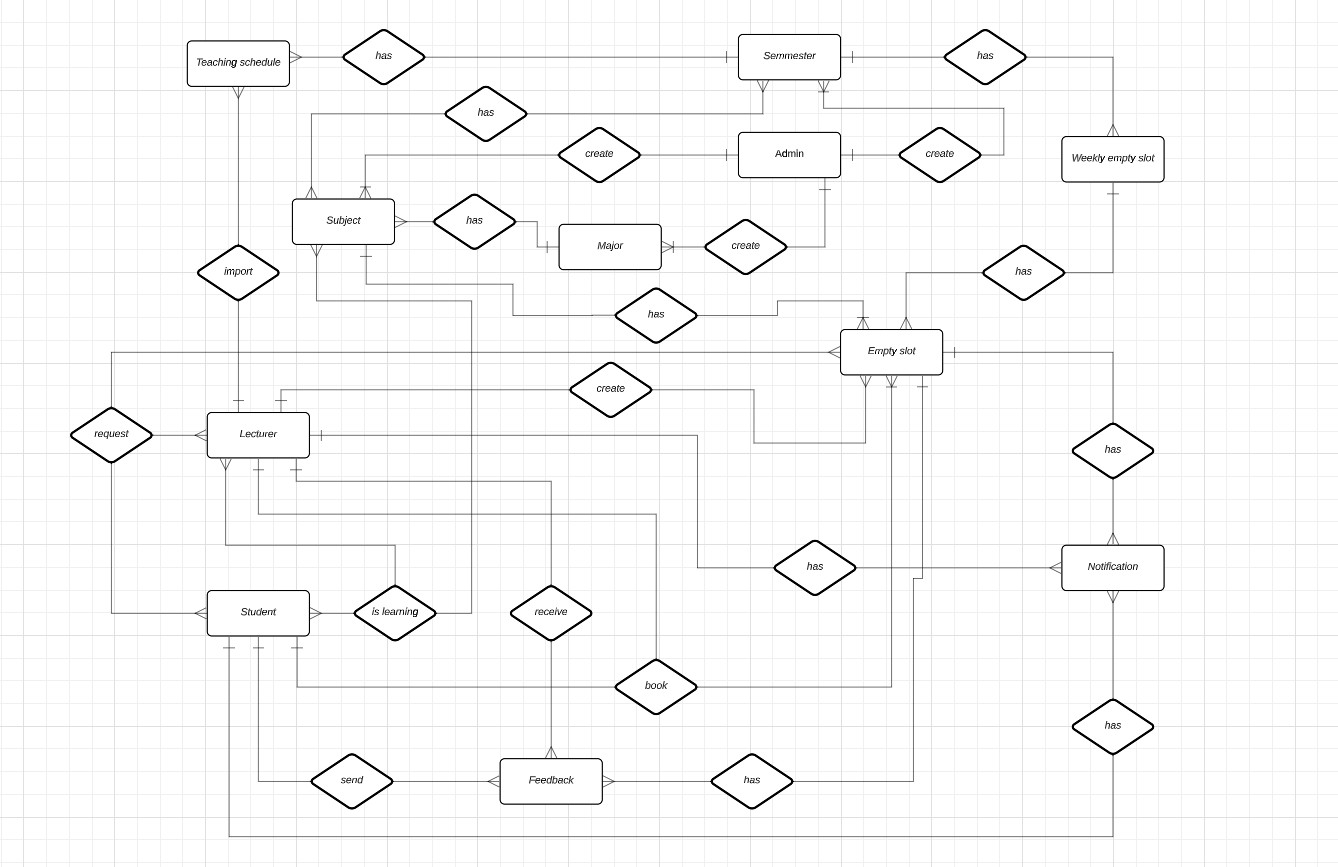 Teaching schedule
has
Semmester
has
has
create
Admin
create
Weekly empty slot
Subject
has
Major
create
import
has
has
Empty slot
create
request
Lecturer
has
has
Notification
Student
is learning
receive
book
has
send
Feedback
has